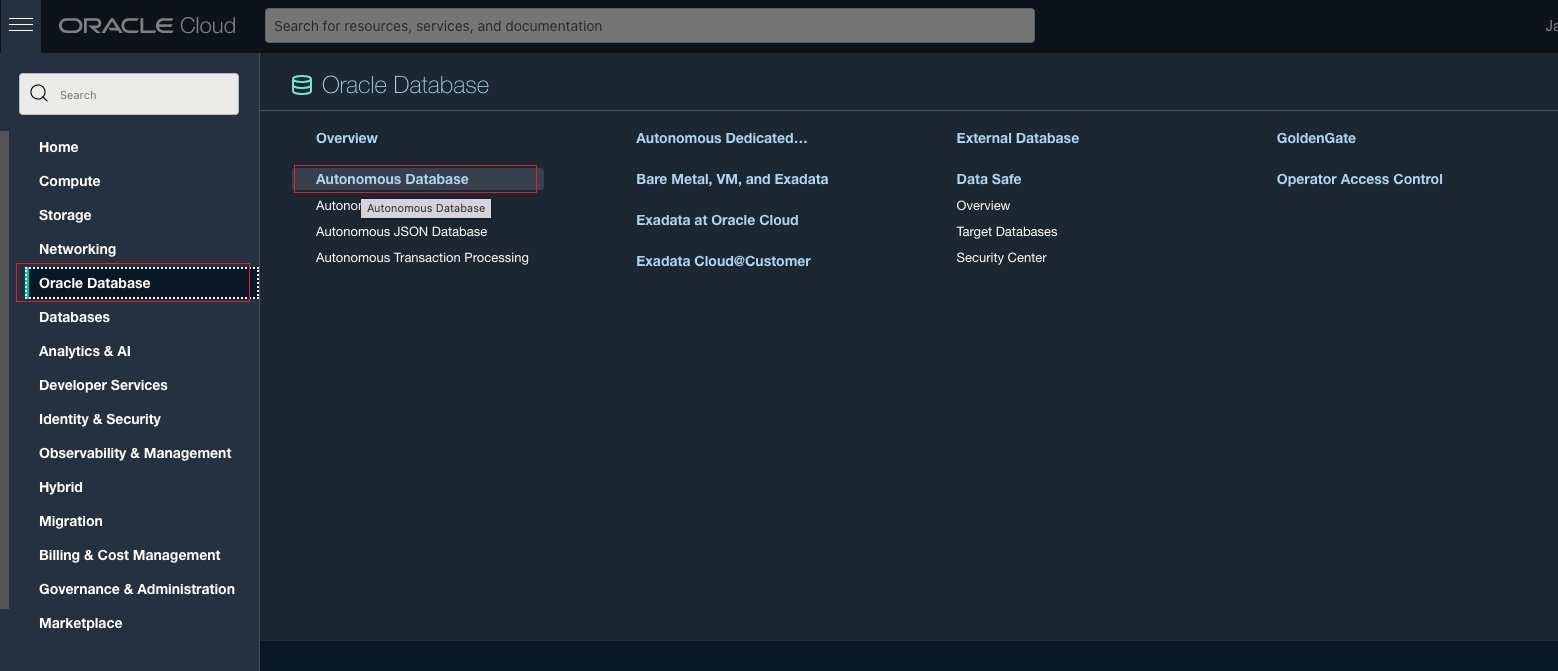 ORACLE Cloud
Search for resources, services, and documentation
Search
Home
Compute
Storage
Networking
Oracle Database
Databases
Analytics & AI
Developer Services
Identity & Security
Observability & Management
Hybrid
Migration
Billing & Cost Management
Governance & Administration
Marketplace
Oracle Database
Overview
Autonomous Database
Autonomous Database
Autonomous JSON Database
Autonomous Transaction Processing
Autonomous Dedicated...
Bare Metal, VM, and Exadata
Exadata at Oracle Cloud
Exadata Cloud@Customer
External Database
Data Safe
Overview
Target Databases
Security Center
GoldenGate
Operator Access Control